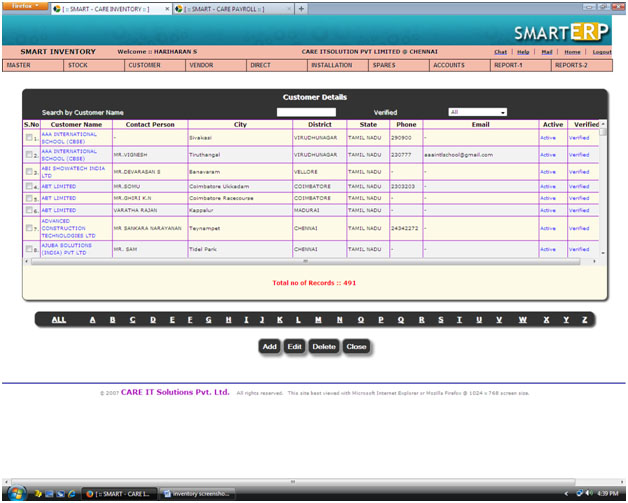 firefox
[ :: SMART - CARE INVENTORY :: ] × [ :: SMART - CARE PAYROLL :: ] × +
SMARTERP
SMART INVENTORY Welcome :: HARIHARAN S CARE ITSOLUTION PVT LIMITED @ CHENNAI Chat | Help | Mail | Home | Logout
MASTER STOCK CUSTOMER VENDOR DIRECT INSTALLATION SPARES ACCOUNTS REPORT-1 REPORTS-2
Customer Details
Search by Customer Name Verified All
S.No Customer Name Contact Person City District State Phone Email Active Verified
1. AAA INTERNATIONAL SCHOOL (CBSE) - Sivakasi VIRUDHUNAGAR TAMIL NADU 290900 - Active Verified
2. AAA INTERNATIONAL SCHOOL (CBSE) MR.VIGNESH Tiruthangal VIRUDHUNAGAR TAMIL NADU 230777 aaaintlschool@gmail.com Active Verified
3. ABI SHOWATECH INDIA LTD MR.DEVARASAN S Banavaram VELLORE TAMIL NADU - - Active Verified
4. ABT LIMITED MR.SOMU Coimbatore Ukkadam COIMBATORE TAMIL NADU 2303203 - Active Verified
5. ABT LIMITED MR.GHIRI K.N Coimbatore Racecourse COIMBATORE TAMIL NADU - - Active Verified
6. ABT LIMITED VARATHA RAJAN Kappalur MADURAI TAMIL NADU - - Active Verified
7. ADVANCED CONSTRUCTION TECHNOLOGIES LTD MR.SANKARA NARAYANAN Teynampet CHENNAI TAMIL NADU 24342272 - Active Verified
8. AJUBA SOLUTIONS (INDIA) PVT LTD MR. SAM Tidel Park CHENNAI TAMIL NADU - - Active Verified
Total no of Records :: 491
ALL A B C D E F G H I J K L M N O P Q R S T U V W X Y Z
Add Edit Delete Close
© 2007 CARE IT Solutions Pvt. Ltd. All rights reserved. This site best viewed with Microsoft Internet Explorer or Mozilla Firefox @ 1024 x 768 screen size.
[ :: SMART - CARE I... inventory screensho... 4:39 PM